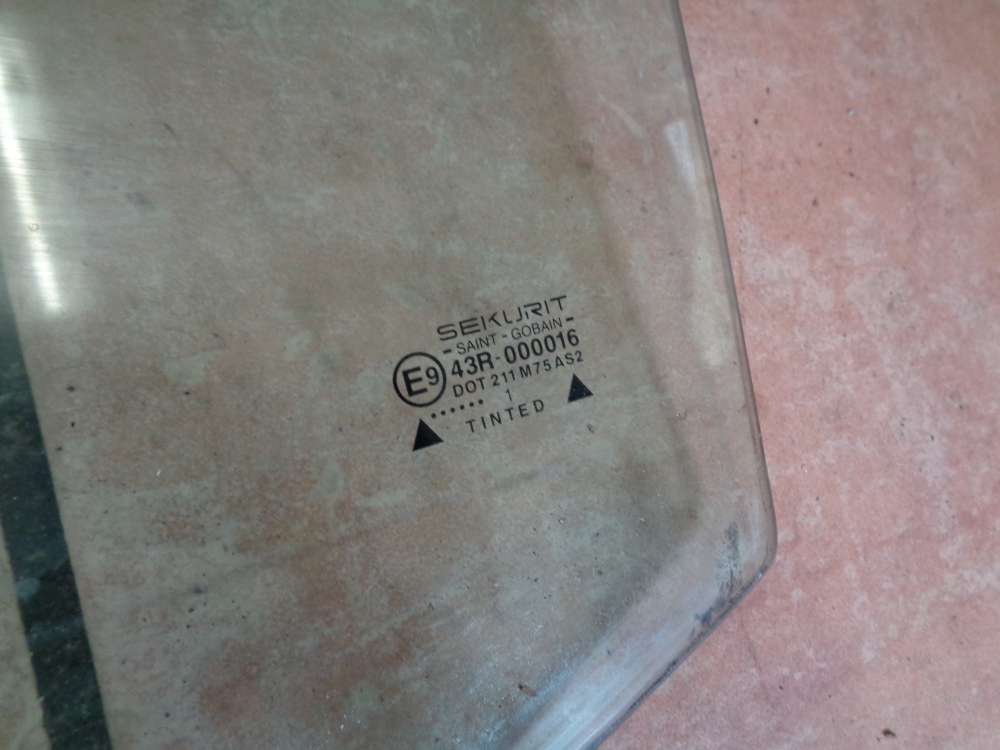 SEKURIT
- SAINT - GOBAIN -
E9 43R-000016
DOT 211 M75 AS2
...... 1
TINTED